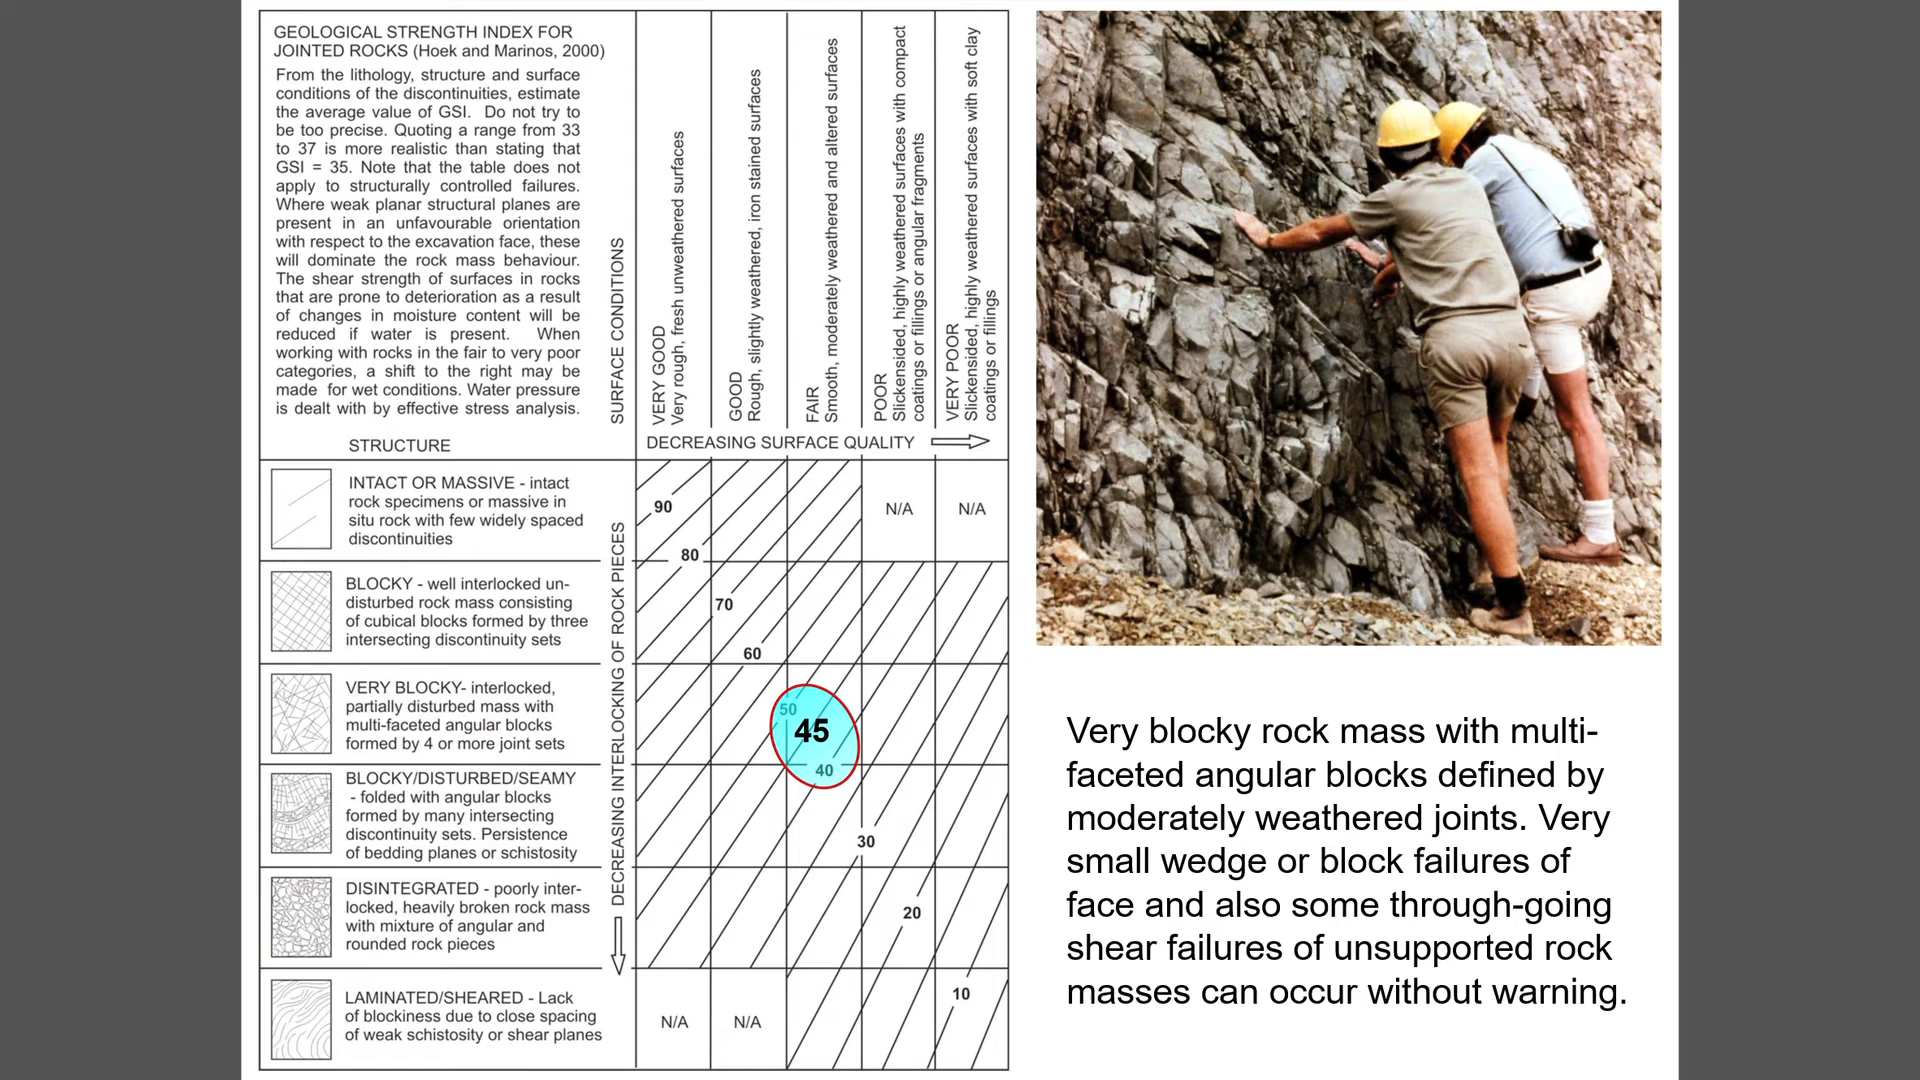 GEOLOGICAL STRENGTH INDEX FOR
JOINTED ROCKS (Hoek and Marinos, 2000)
From the lithology, structure and surface
conditions of the discontinuities, estimate
the average value of GSI. Do not try to
be too precise. Quoting a range from 33
to 37 is more realistic than stating that
GSI = 35. Note that the table does not
apply to structurally controlled failures.
Where weak planar structural planes are
present in an unfavourable orientation
with respect to the excavation face, these
will dominate the rock mass behaviour.
The shear strength of surfaces in rocks
that are prone to deterioration as a result
of changes in moisture content will be
reduced if water is present. When
working with rocks in the fair to very poor
categories, a shift to the right may be
made for wet conditions. Water pressure
is dealt with by effective stress analysis.
STRUCTURE
SURFACE CONDITIONS
VERY GOOD
Very rough, fresh unweathered surfaces
GOOD
Rough, slightly weathered, iron stained surfaces
FAIR
Smooth, moderately weathered and altered surfaces
POOR
Slickensided, highly weathered surfaces with compact
coatings or fillings or angular fragments
VERY POOR
Slickensided, highly weathered surfaces with soft clay
coatings or fillings
DECREASING SURFACE QUALITY
DECREASING INTERLOCKING OF ROCK PIECES
INTACT OR MASSIVE - intact
rock specimens or massive in
situ rock with few widely spaced
discontinuities
90
N/A
N/A
80
BLOCKY - well interlocked un-
disturbed rock mass consisting
of cubical blocks formed by three
intersecting discontinuity sets
70
60
VERY BLOCKY- interlocked,
partially disturbed mass with
multi-faceted angular blocks
formed by 4 or more joint sets
50
45
40
BLOCKY/DISTURBED/SEAMY
- folded with angular blocks
formed by many intersecting
discontinuity sets. Persistence
of bedding planes or schistosity
30
DISINTEGRATED - poorly inter-
locked, heavily broken rock mass
with mixture of angular and
rounded rock pieces
20
LAMINATED/SHEARED - Lack
of blockiness due to close spacing
of weak schistosity or shear planes
N/A
N/A
10
Very blocky rock mass with multi-
faceted angular blocks defined by
moderately weathered joints. Very
small wedge or block failures of
face and also some through-going
shear failures of unsupported rock
masses can occur without warning.